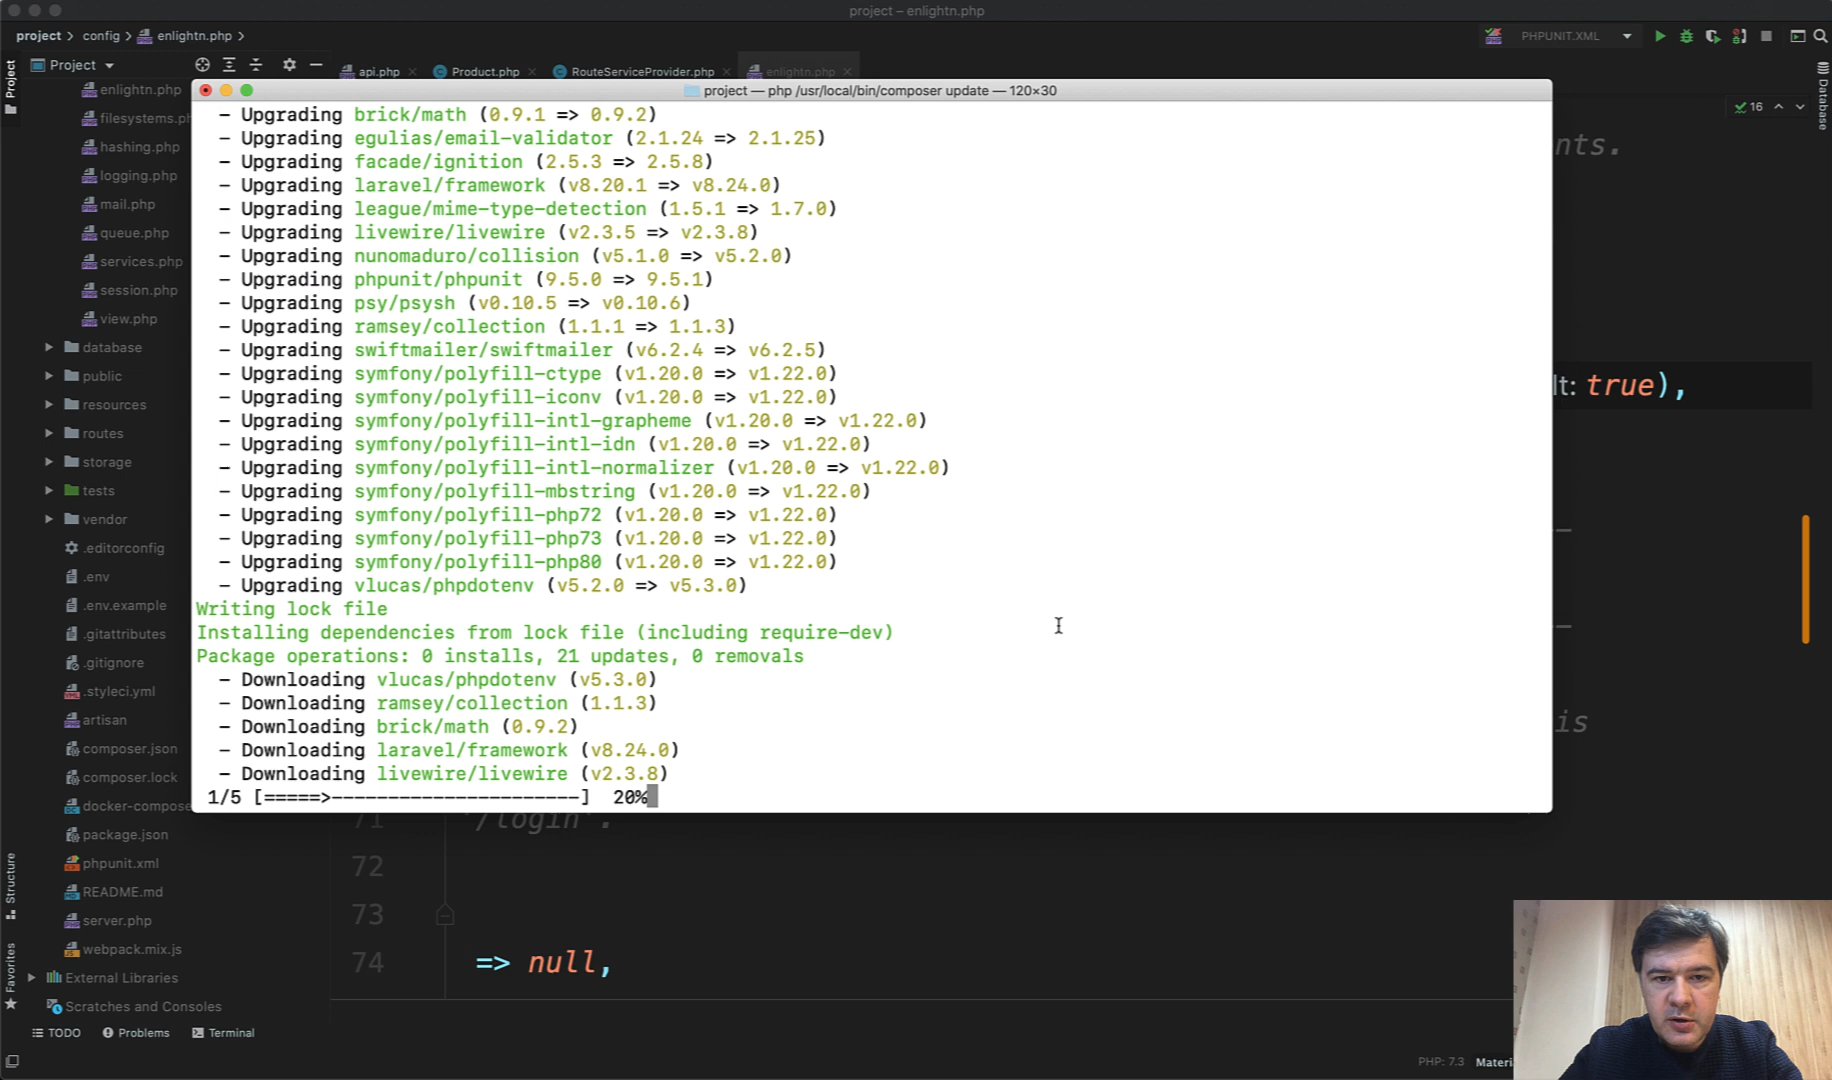 project – enlightn.php
project
config
enlightn.php
PHPUNIT.XML
Project
Project
api.php
Product.php
RouteServiceProvider.php
enlightn.php
Database
16
project — php /usr/local/bin/composer update — 120×30
- Upgrading brick/math (0.9.1 => 0.9.2)
- Upgrading egulias/email-validator (2.1.24 => 2.1.25)
- Upgrading facade/ignition (2.5.3 => 2.5.8)
- Upgrading laravel/framework (v8.20.1 => v8.24.0)
- Upgrading league/mime-type-detection (1.5.1 => 1.7.0)
- Upgrading livewire/livewire (v2.3.5 => v2.3.8)
- Upgrading nunomaduro/collision (v5.1.0 => v5.2.0)
- Upgrading phpunit/phpunit (9.5.0 => 9.5.1)
- Upgrading psy/psysh (v0.10.5 => v0.10.6)
- Upgrading ramsey/collection (1.1.1 => 1.1.3)
- Upgrading swiftmailer/swiftmailer (v6.2.4 => v6.2.5)
- Upgrading symfony/polyfill-ctype (v1.20.0 => v1.22.0)
- Upgrading symfony/polyfill-iconv (v1.20.0 => v1.22.0)
- Upgrading symfony/polyfill-intl-grapheme (v1.20.0 => v1.22.0)
- Upgrading symfony/polyfill-intl-idn (v1.20.0 => v1.22.0)
- Upgrading symfony/polyfill-intl-normalizer (v1.20.0 => v1.22.0)
- Upgrading symfony/polyfill-mbstring (v1.20.0 => v1.22.0)
- Upgrading symfony/polyfill-php72 (v1.20.0 => v1.22.0)
- Upgrading symfony/polyfill-php73 (v1.20.0 => v1.22.0)
- Upgrading symfony/polyfill-php80 (v1.20.0 => v1.22.0)
- Upgrading vlucas/phpdotenv (v5.2.0 => v5.3.0)
Writing lock file
Installing dependencies from lock file (including require-dev)
Package operations: 0 installs, 21 updates, 0 removals
- Downloading vlucas/phpdotenv (v5.3.0)
- Downloading ramsey/collection (1.1.3)
- Downloading brick/math (0.9.2)
- Downloading laravel/framework (v8.24.0)
- Downloading livewire/livewire (v2.3.8)
1/5 [=====>----------------------] 20%
enlightn.php
filesystems.ph
hashing.php
logging.php
mail.php
queue.php
services.php
session.php
view.php
database
public
resources
routes
storage
tests
vendor
.editorconfig
.env
.env.example
.gitattributes
.gitignore
.styleci.yml
artisan
composer.json
composer.lock
docker-compose
package.json
phpunit.xml
README.md
server.php
webpack.mix.js
External Libraries
Scratches and Consoles
nts.
lt: true),
is
71
'/login'.
72
73
74
=> null,
Structure
Favorites
TODO
Problems
Terminal
PHP: 7.3
Materi